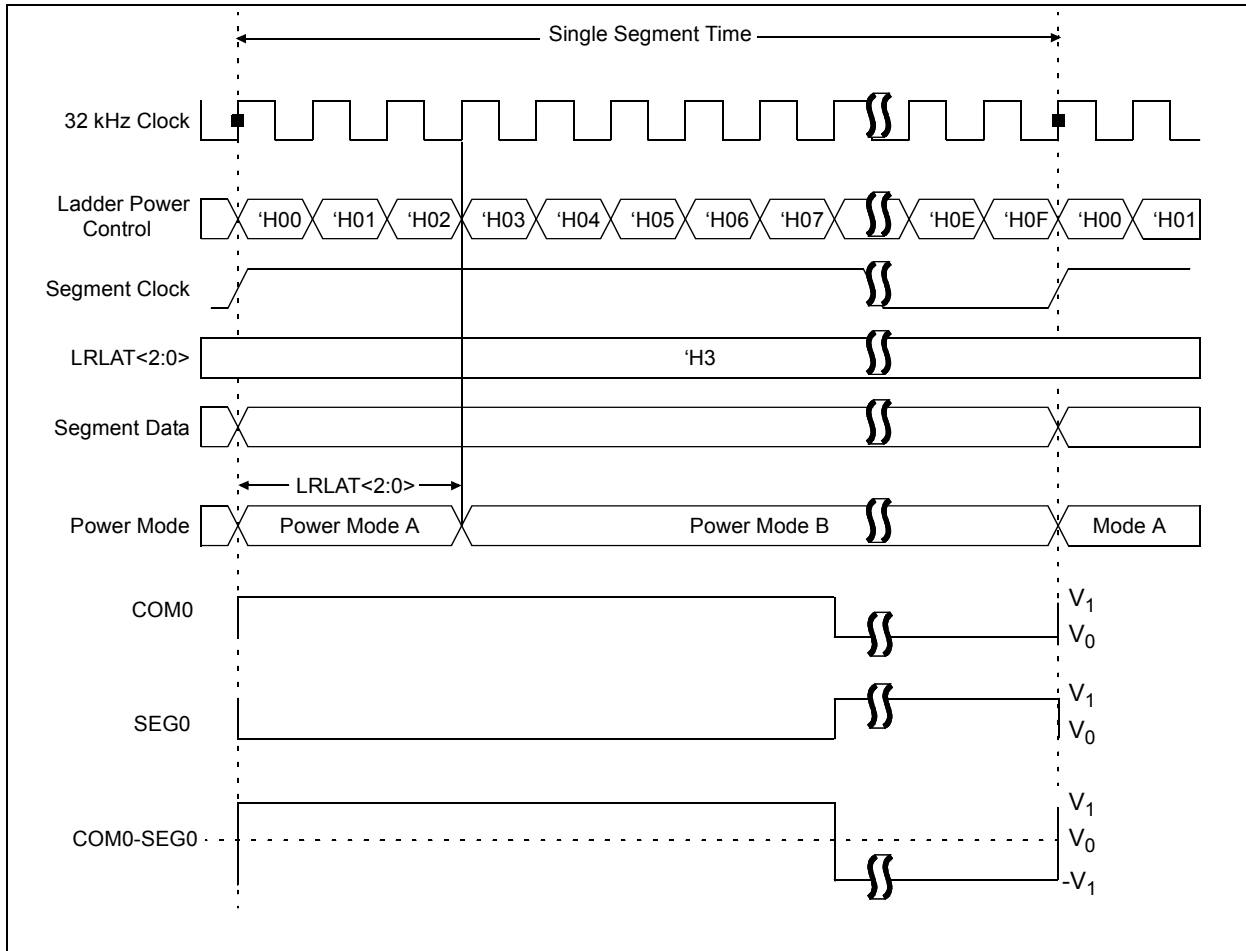 Single Segment Time
32 kHz Clock
Ladder Power
Control
‘H00 ‘H01 ‘H02 ‘H03 ‘H04 ‘H05 ‘H06 ‘H07 ‘H0E ‘H0F ‘H00 ‘H01
Segment Clock
LRLAT<2:0>
‘H3
Segment Data
LRLAT<2:0>
Power Mode
Power Mode A Power Mode B Mode A
COM0
V1
V0
SEG0
V1
V0
COM0-SEG0
V1
V0
-V1